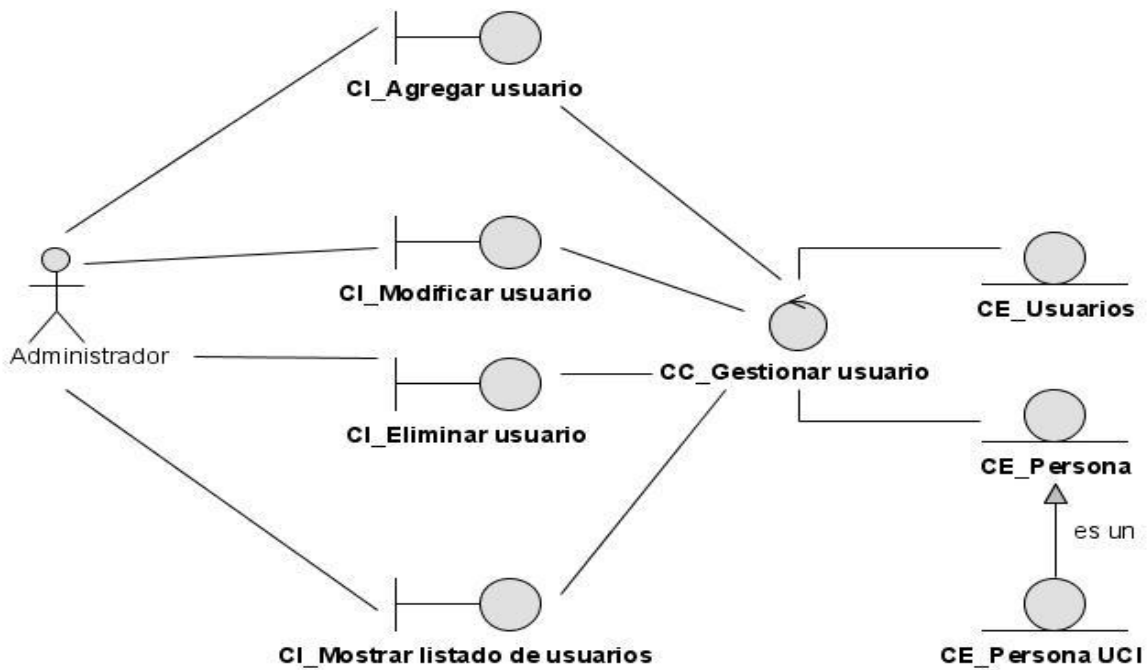 CI_Agregar usuario
CI_Modificar usuario
CE_Usuarios
Administrador
CC_Gestionar usuario
CI_Eliminar usuario
CE_Persona
es un
CI_Mostrar listado de usuarios
CE_Persona UCI